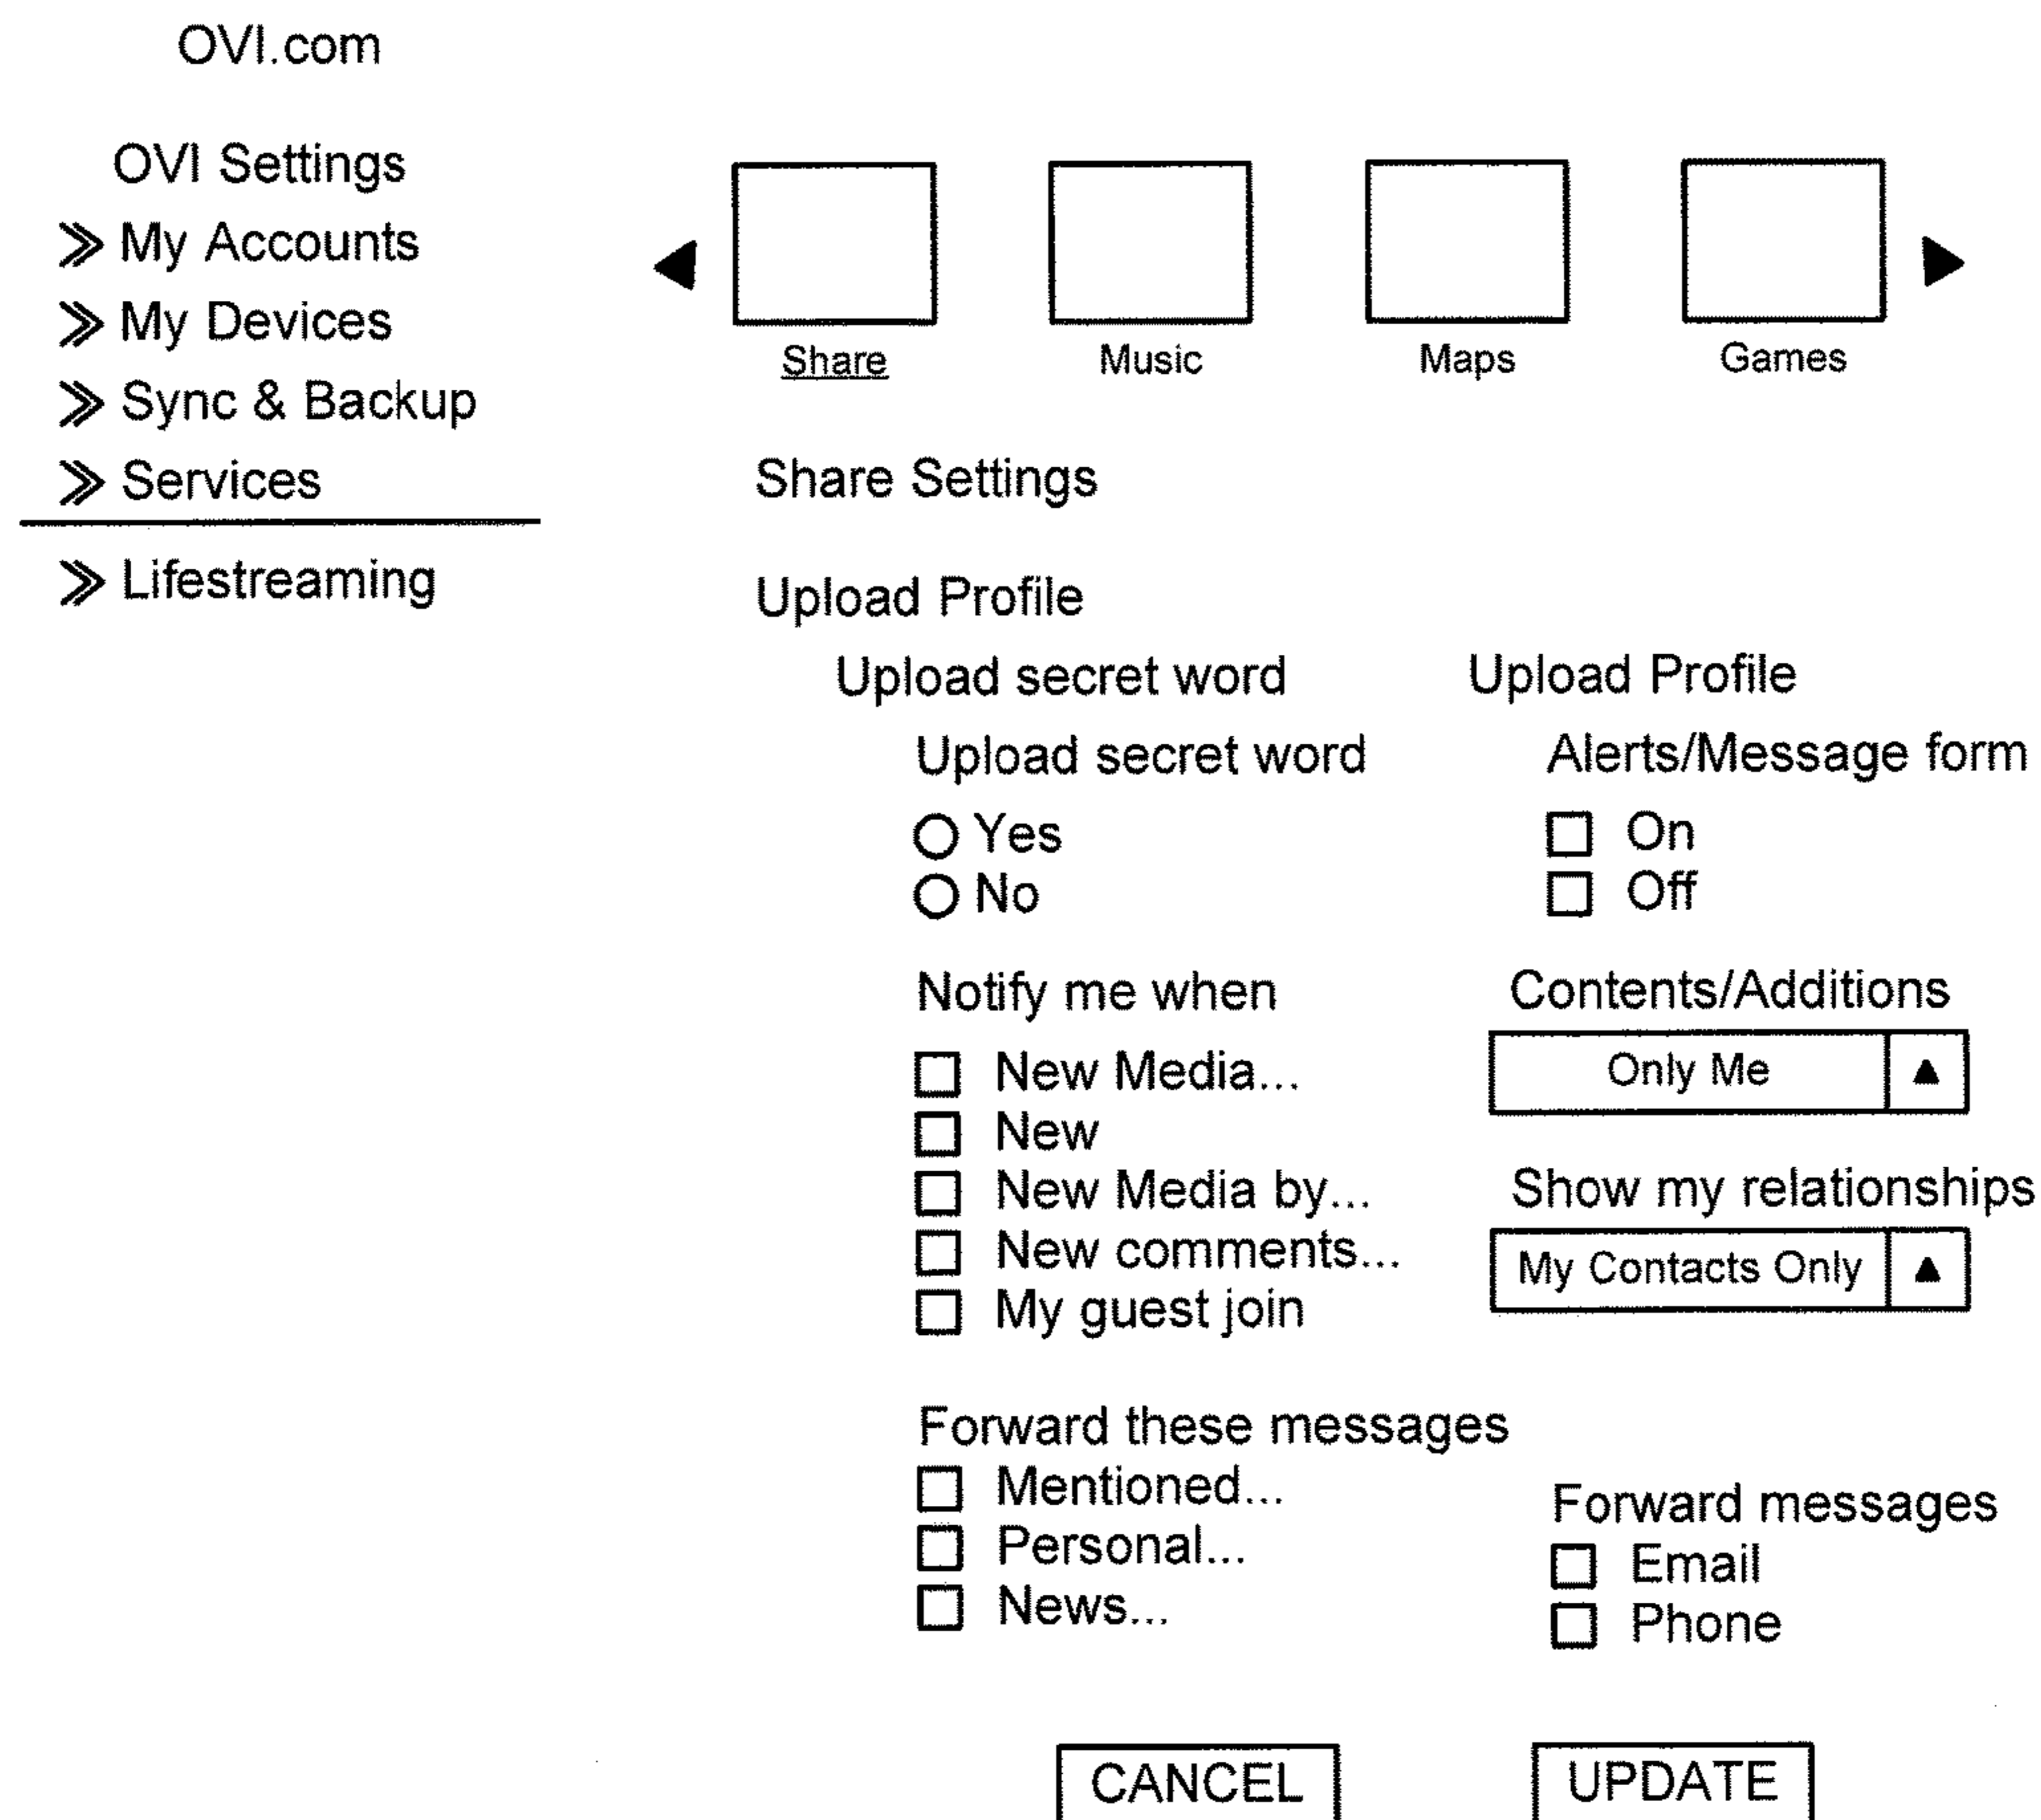 OVI.com
OVI Settings
My Accounts
My Devices
Sync & Backup
Services
Lifestreaming
Share Music Maps Games
Share Settings
Upload Profile
Upload secret word Upload Profile
Upload secret word Alerts/Message form
Yes On
No Off
Notify me when Contents/Additions
New Media... Only Me
New
New Media by... Show my relationships
New comments... My Contacts Only
My guest join
Forward these messages
Mentioned... Forward messages
Personal... Email
News... Phone
CANCEL UPDATE